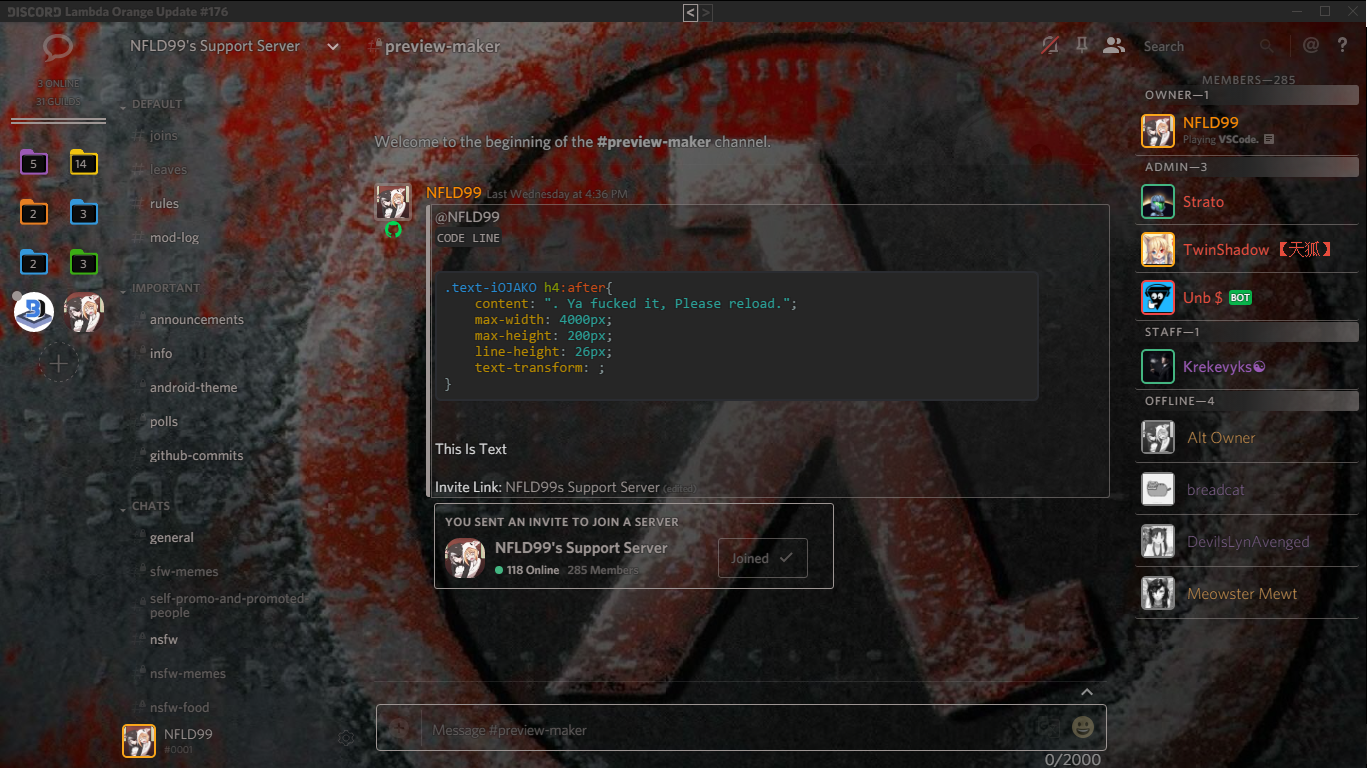 DISCORD Lambda Orange Update #176
< >
NFLD99's Support Server
#preview-maker
Search
@ ?
3 ONLINE
31 GUILDS
5
14
2
3
2
3
DEFAULT
joins
leaves
rules
mod-log
IMPORTANT
announcements
info
android-theme
polls
github-commits
CHATS
general
sfw-memes
self-promo-and-promoted
people
nsfw
nsfw-memes
nsfw-food
NFLD99
#0001
Welcome to the beginning of the #preview-maker channel.
NFLD99 Last Wednesday at 4:36 PM
@NFLD99
CODE LINE
.text-iOJAKO h4:after{
content: ". Ya fucked it, Please reload.";
max-width: 4000px;
max-height: 200px;
line-height: 26px;
text-transform: ;
}
This Is Text
Invite Link: NFLD99s Support Server (edited)
YOU SENT AN INVITE TO JOIN A SERVER
NFLD99's Support Server
118 Online 285 Members
Joined
Message #preview-maker
0/2000
MEMBERS—285
OWNER—1
NFLD99
Playing VSCode.
ADMIN—3
Strato
TwinShadow 【天狐】
Unb $ BOT
STAFF—1
Krekevyks☯
OFFLINE—4
Alt Owner
breadcat
DevilsLynAvenged
Meowster Mewt